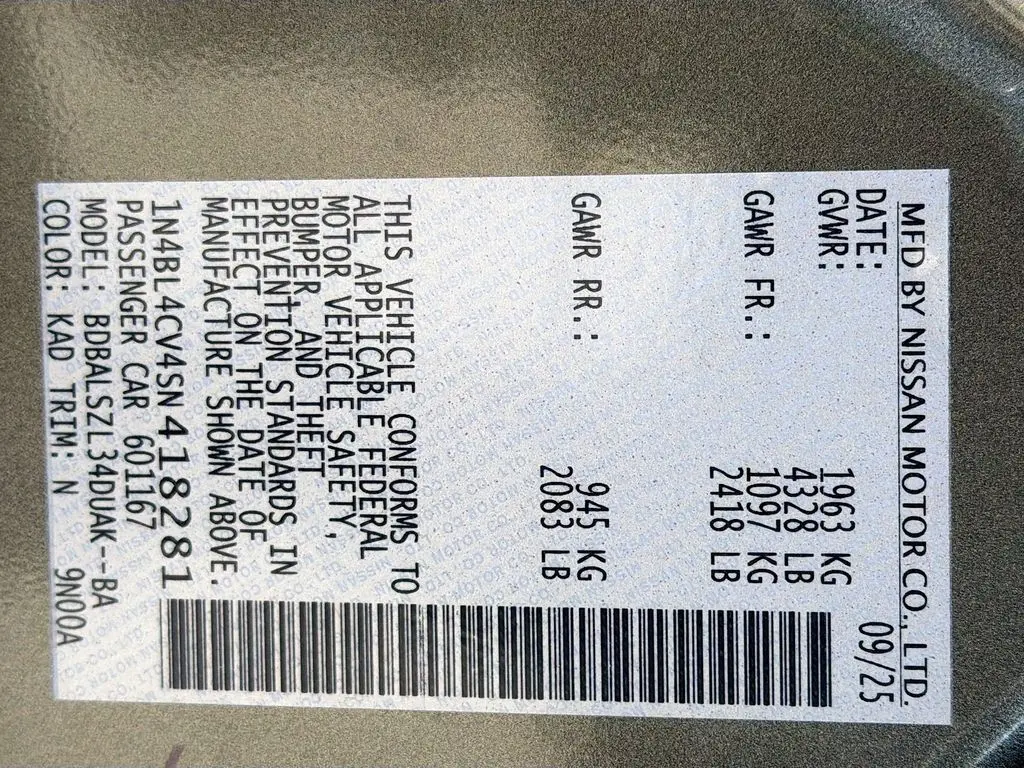 MFD BY NISSAN MOTOR CO., LTD.
DATE: 09/25
GVWR: 1963 KG
4328 LB
GAWR FR.: 1097 KG
2418 LB
GAWR RR.: 945 KG
2083 LB
THIS VEHICLE CONFORMS TO
ALL APPLICABLE FEDERAL
MOTOR VEHICLE SAFETY,
BUMPER, AND THEFT
PREVENTION STANDARDS IN
EFFECT ON THE DATE OF
MANUFACTURE SHOWN ABOVE.
1N4BL4CV4SN418281
PASSENGER CAR 601167
MODEL: BDBALSZL34DUAK--BA
COLOR: KAD TRIM: N 9N00A